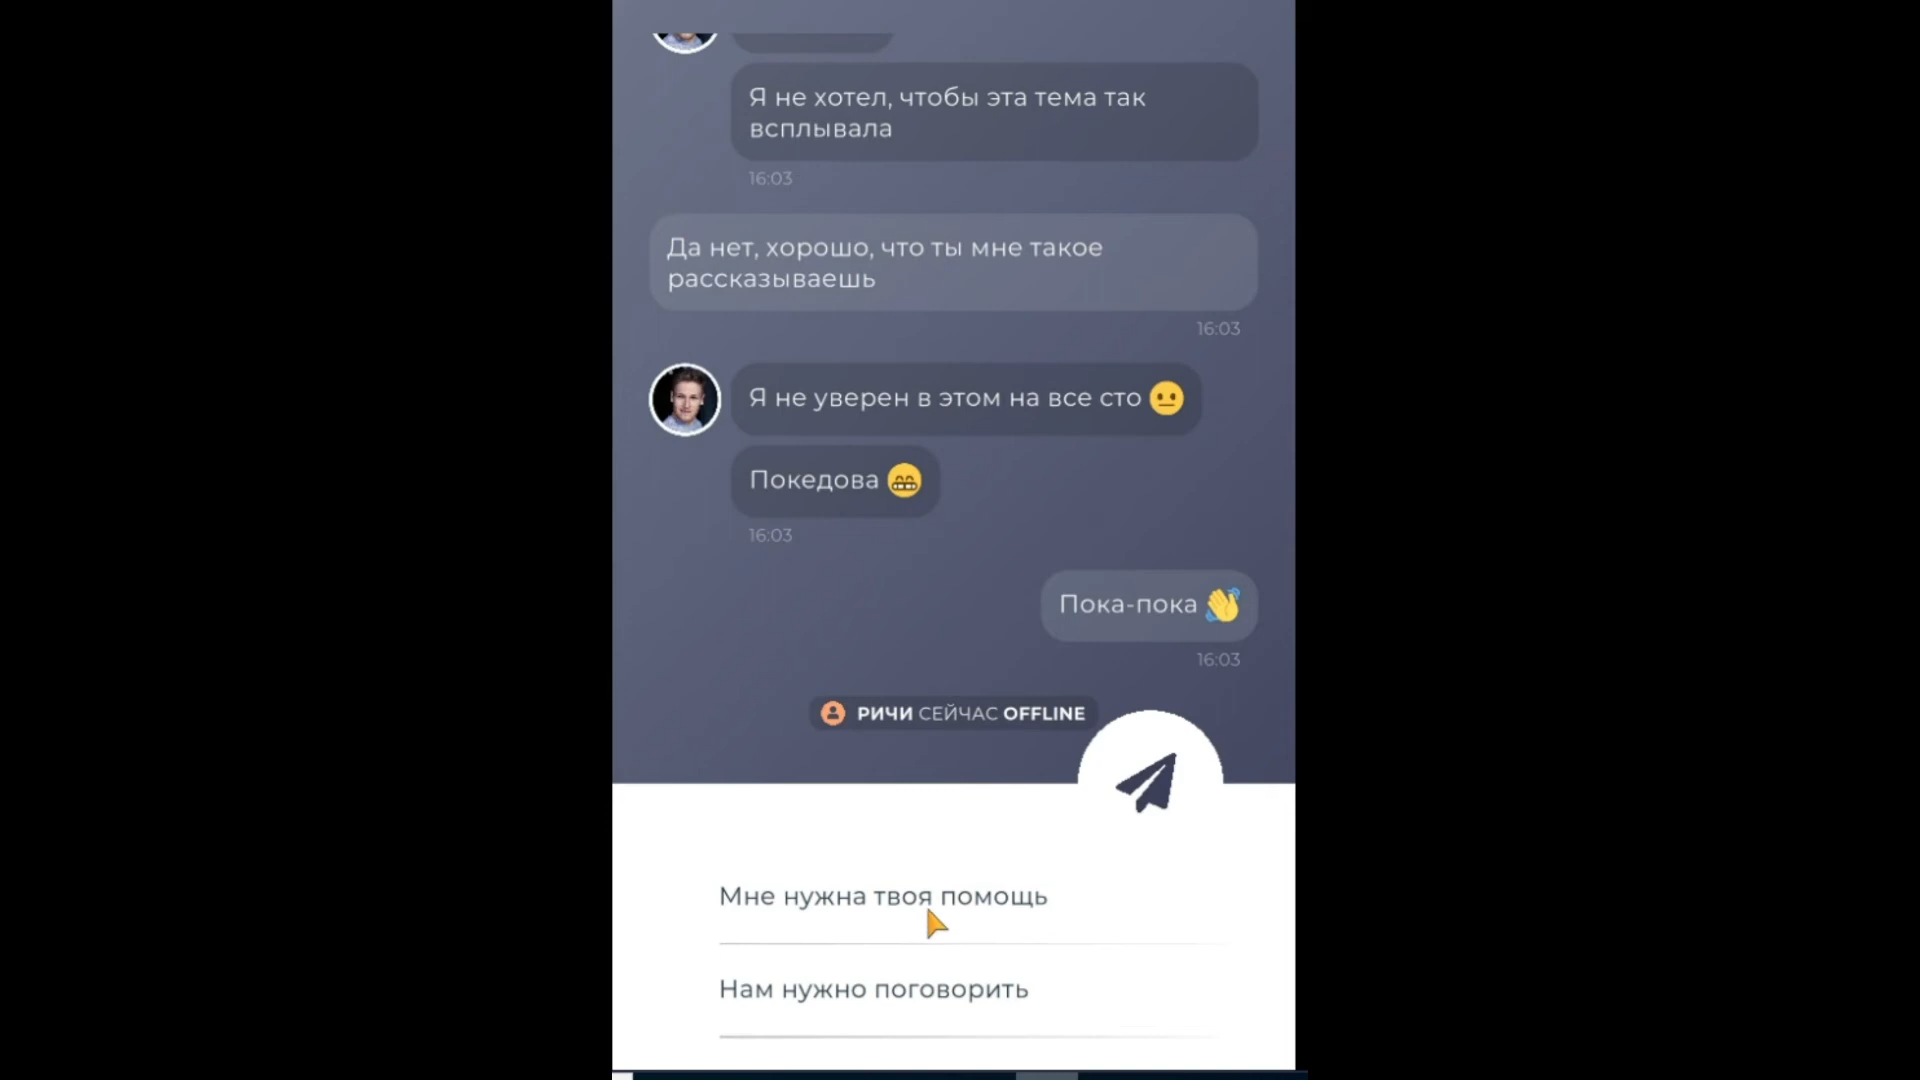 Я не хотел, чтобы эта тема так
всплывала
16:03
Да нет, хорошо, что ты мне такое
рассказываешь
16:03
Я не уверен в этом на все сто 😐
Покедова 😁
16:03
Пока-пока 👋
16:03
РИЧИ СЕЙЧАС OFFLINE
Мне нужна твоя помощь
Нам нужно поговорить